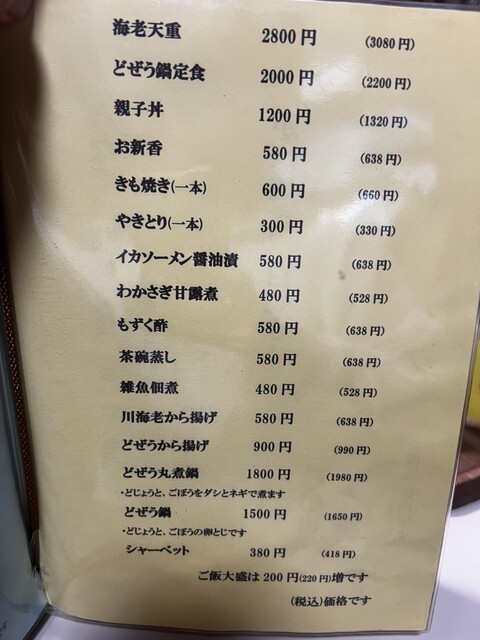 海老天重 2800円 (3080円)
どぜう鍋定食 2000円 (2200円)
親子丼 1200円 (1320円)
お新香 580円 (638円)
きも焼き(一本) 600円 (660円)
やきとり(一本) 300円 (330円)
イカソーメン醤油漬 580円 (638円)
わかさぎ甘露煮 480円 (528円)
もずく酢 580円 (638円)
茶碗蒸し 580円 (638円)
雑魚佃煮 480円 (528円)
川海老から揚げ 580円 (638円)
どぜうから揚げ 900円 (990円)
どぜう丸煮鍋 1800円 (1980円)
・どじょうと、ごぼうをダシとネギで煮ます
どぜう鍋 1500円 (1650円)
・どじょうと、ごぼうの卵とじです
シャーベット 380円 (418円)
ご飯大盛は200円(220円)増です
(税込)価格です